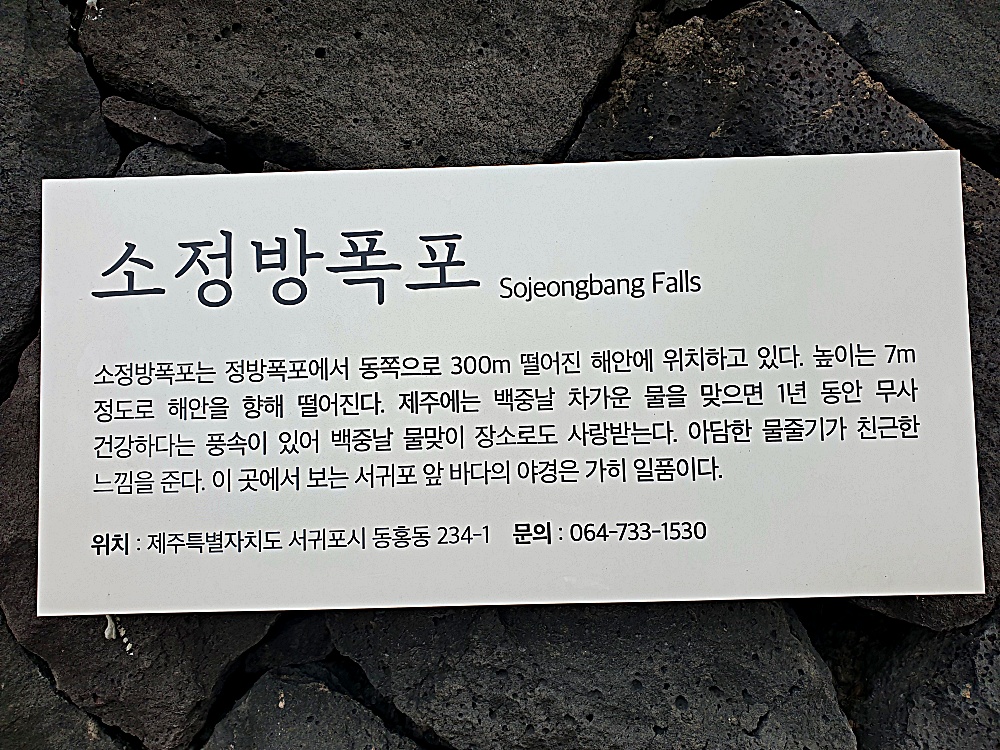 소정방폭포 Sojeongbang Falls
소정방폭포는 정방폭포에서 동쪽으로 300m 떨어진 해안에 위치하고 있다. 높이는 7m
정도로 해안을 향해 떨어진다. 제주에는 백중날 차가운 물을 맞으면 1년 동안 무사
건강하다는 풍속이 있어 백중날 물맞이 장소로도 사랑받는다. 아담한 물줄기가 친근한
느낌을 준다. 이 곳에서 보는 서귀포 앞 바다의 야경은 가히 일품이다.
위치 : 제주특별자치도 서귀포시 동홍동 234-1 문의 : 064-733-1530